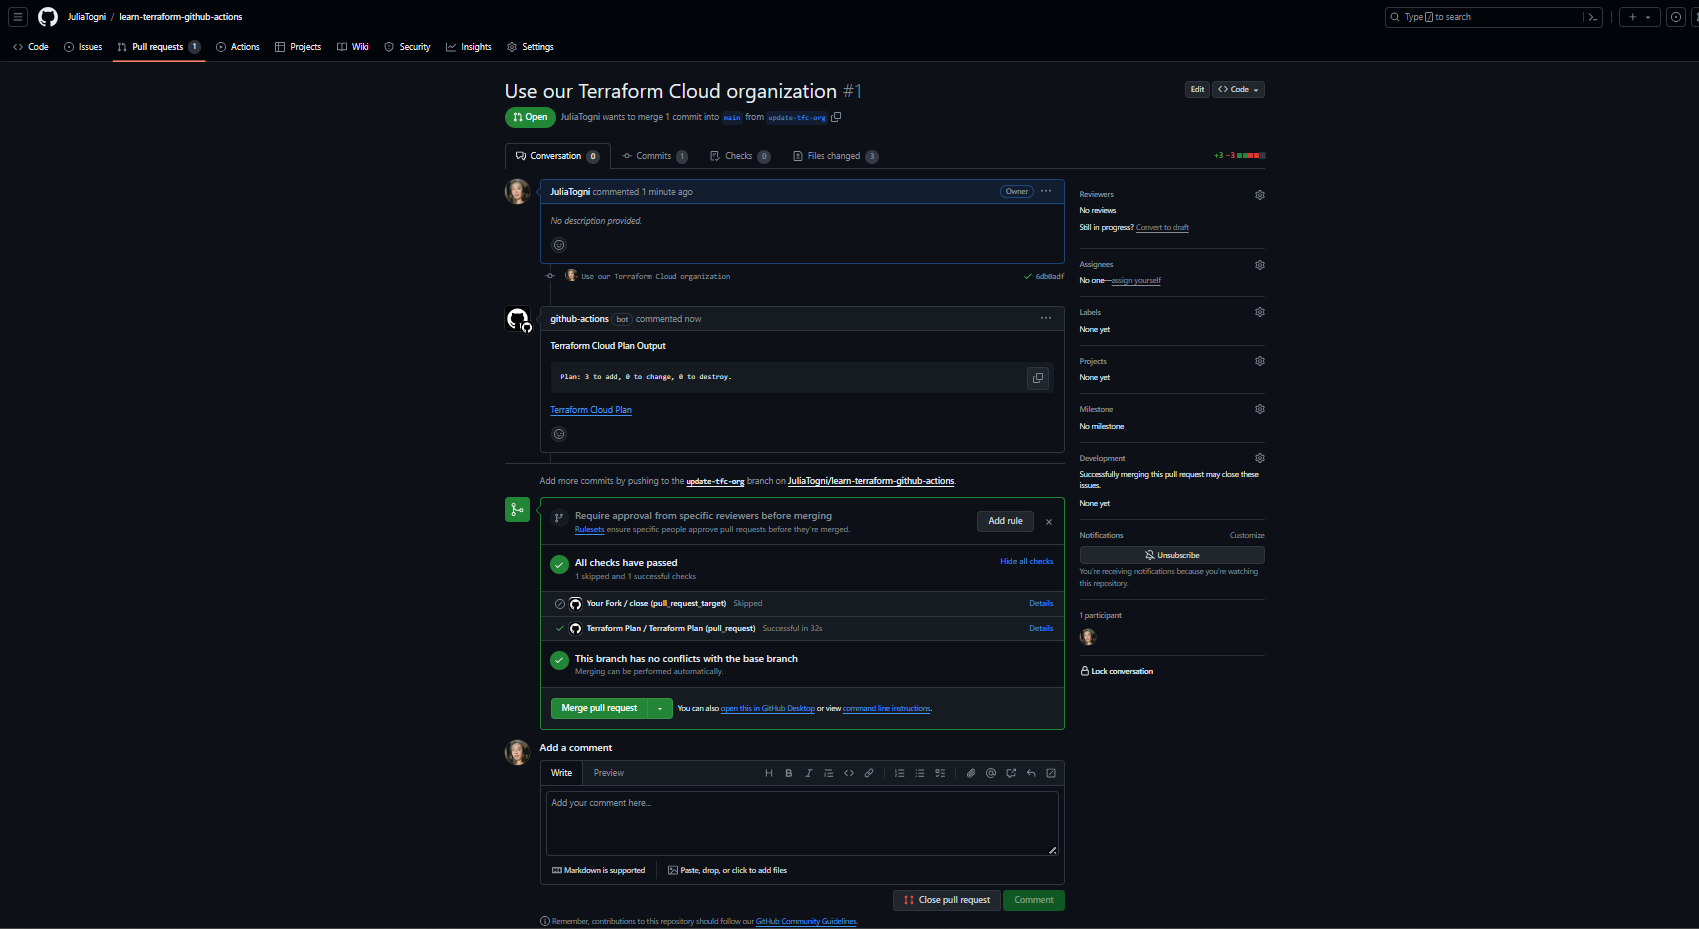 JuliaTogni / learn-terraform-github-actions
Type / to search
Code
Issues
Pull requests 1
Actions
Projects
Wiki
Security
Insights
Settings
Use our Terraform Cloud organization #1
Edit
<> Code
Open
JuliaTogni wants to merge 1 commit into main from update-tfc-org
Conversation 0
Commits 1
Checks 0
Files changed 3
+3 −3
JuliaTogni commented 1 minute ago
Owner
No description provided.
Use our Terraform Cloud organization
6db0adf
github-actions bot commented now
Terraform Cloud Plan Output
Plan: 3 to add, 0 to change, 0 to destroy.
Terraform Cloud Plan
Add more commits by pushing to the update-tfc-org branch on JuliaTogni/learn-terraform-github-actions.
Require approval from specific reviewers before merging
Rulesets ensure specific people approve pull requests before they're merged.
Add rule
All checks have passed
1 skipped and 1 successful checks
Hide all checks
Your Fork / close (pull_request_target) Skipped
Details
Terraform Plan / Terraform Plan (pull_request) Successful in 32s
Details
This branch has no conflicts with the base branch
Merging can be performed automatically.
Merge pull request
You can also open this in GitHub Desktop or view command line instructions.
Add a comment
Write
Preview
Add your comment here...
Markdown is supported
Paste, drop, or click to add files
Close pull request
Comment
Remember, contributions to this repository should follow our GitHub Community Guidelines.
Reviewers
No reviews
Still in progress? Convert to draft
Assignees
No one—assign yourself
Labels
None yet
Projects
None yet
Milestone
No milestone
Development
Successfully merging this pull request may close these
issues.
None yet
Notifications
Customize
Unsubscribe
You're receiving notifications because you're watching
this repository.
1 participant
Lock conversation